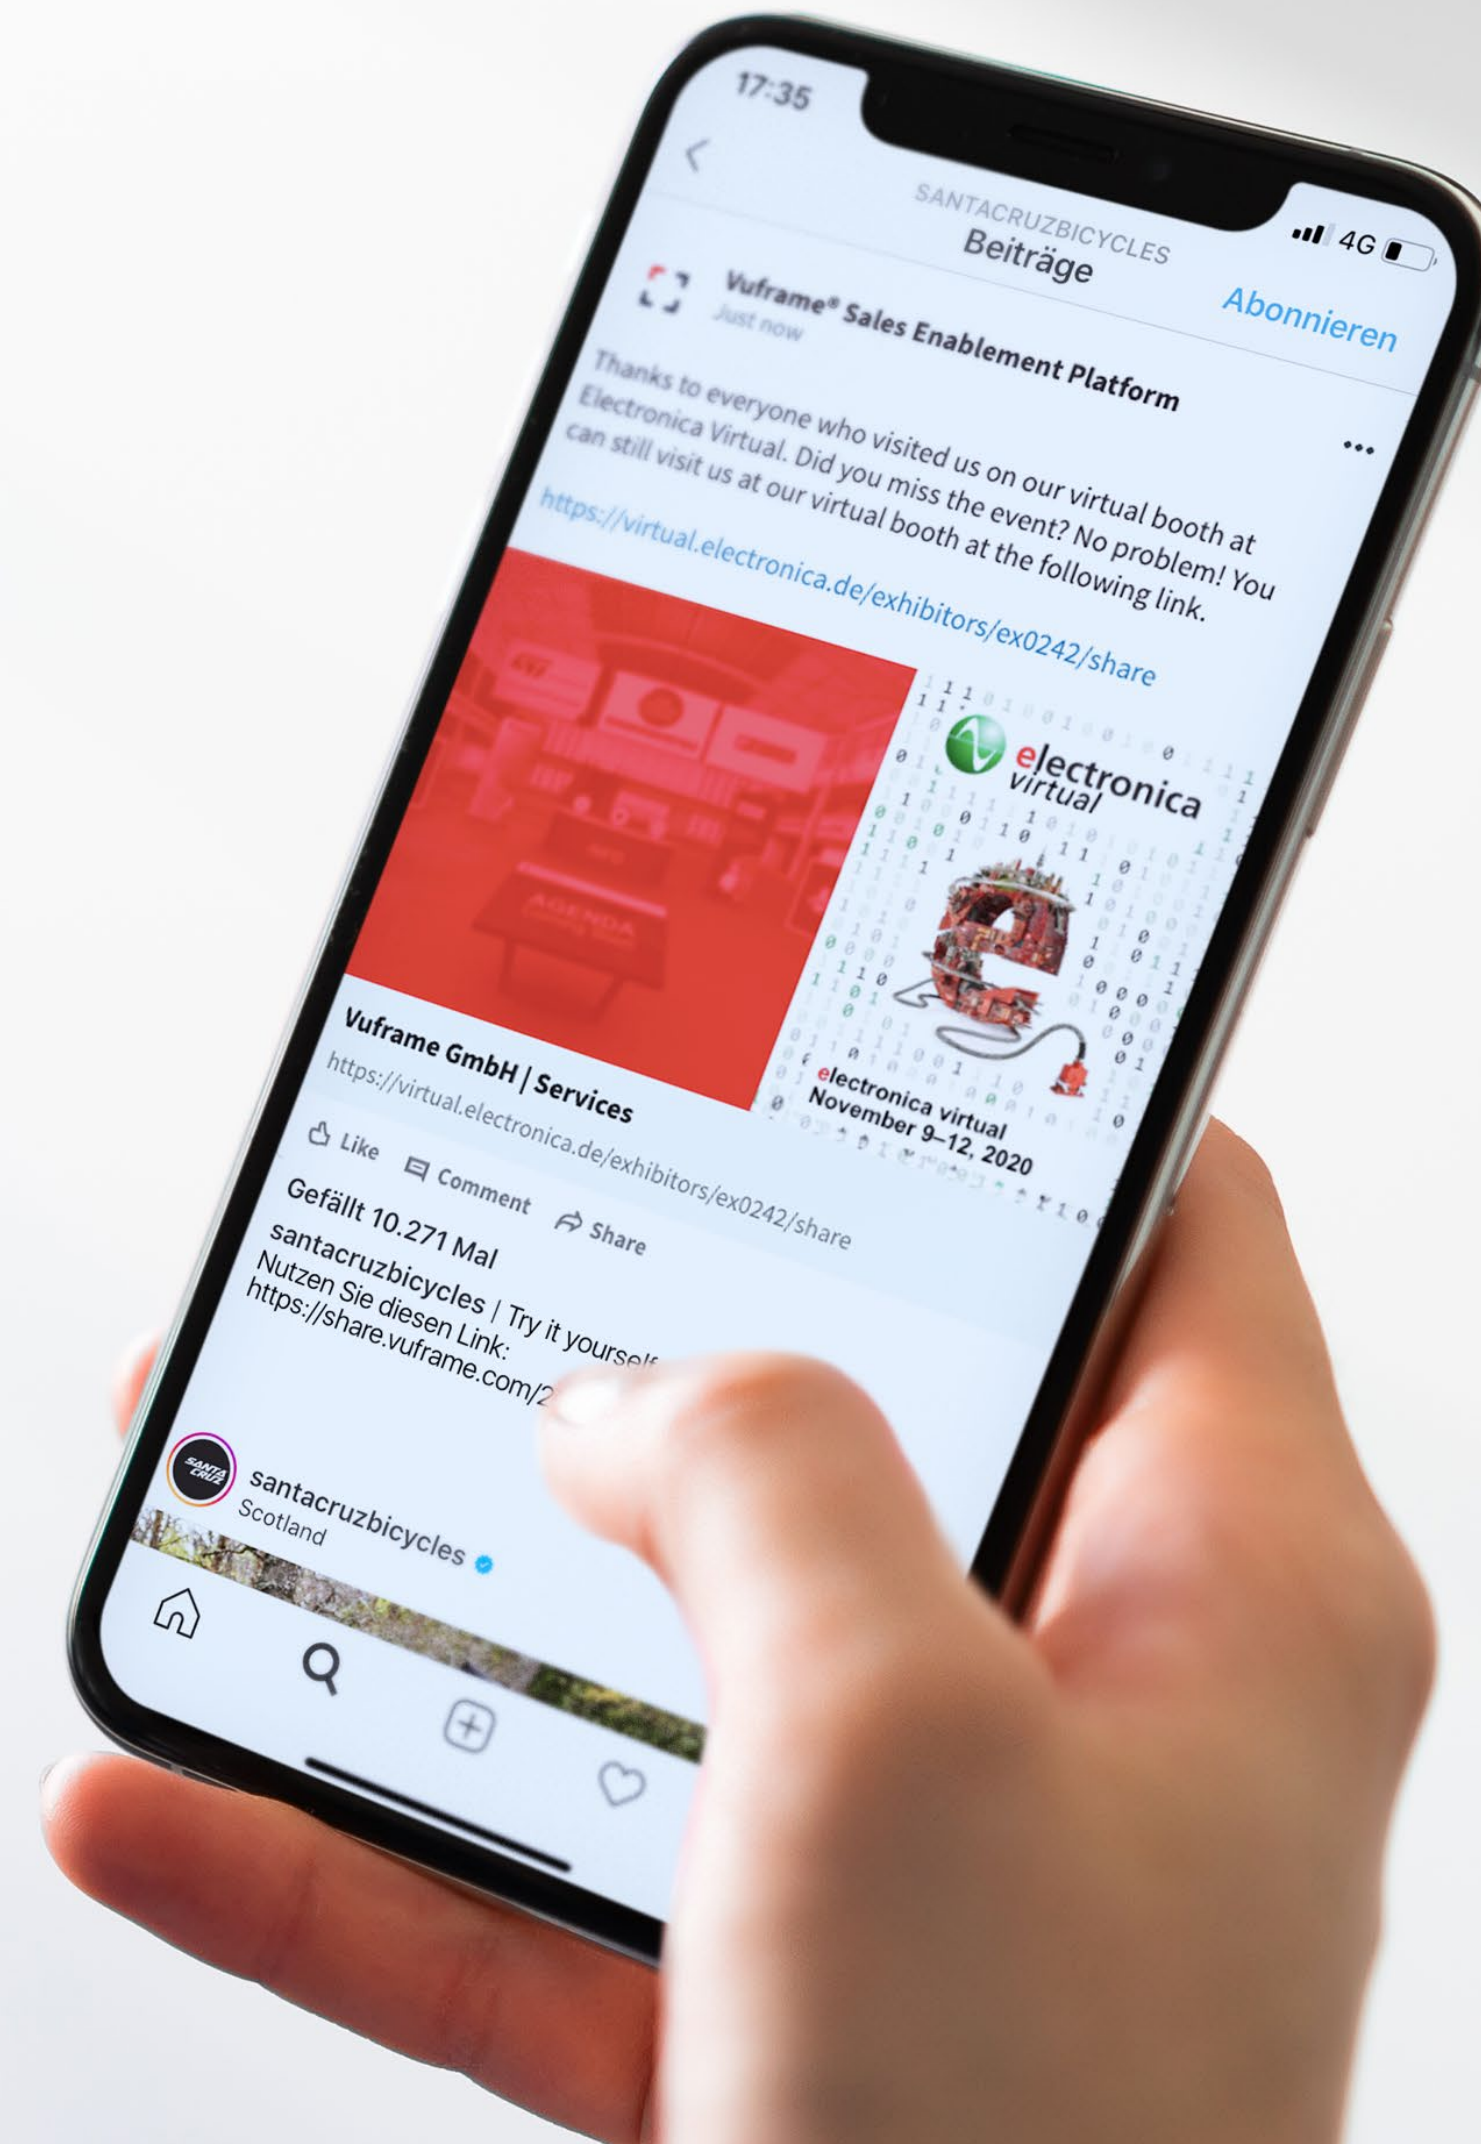 17:35
4G
SANTACRUZBICYCLES
Beiträge
Abonnieren
Vuframe® Sales Enablement Platform
Just now
Thanks to everyone who visited us on our virtual booth at
Electronica Virtual. Did you miss the event? No problem! You
can still visit us at our virtual booth at the following link.
https://virtual.electronica.de/exhibitors/ex0242/share
AGENDA
electronica
virtual
electronica virtual
November 9–12, 2020
Vuframe GmbH | Services
https://virtual.electronica.de/exhibitors/ex0242/share
Like Comment Share
Gefällt 10.271 Mal
santacruzbicycles | Try it yourself
Nutzen Sie diesen Link:
https://share.vuframe.com/2
SANTA
CRUZ
santacruzbicycles
Scotland